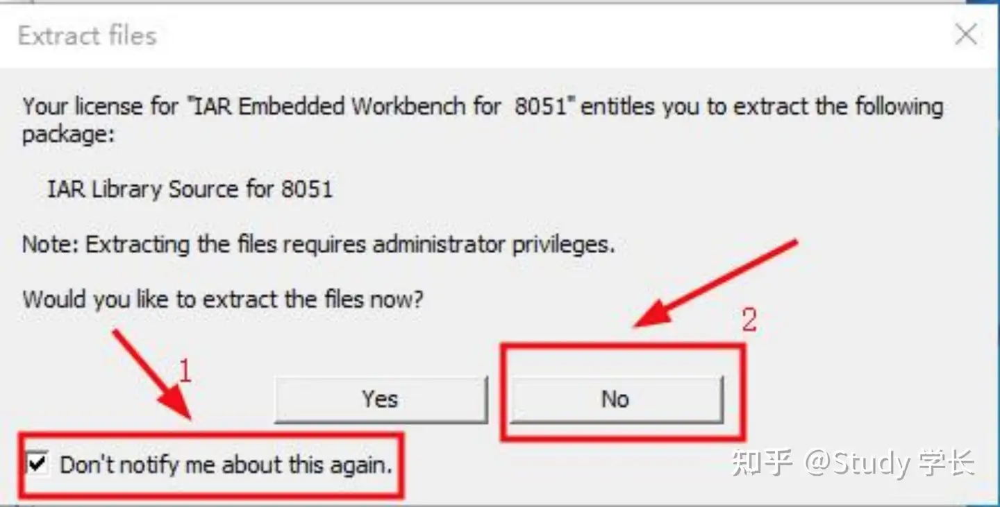 Extract files
Your license for "IAR Embedded Workbench for  8051" entitles you to extract the following
package:
IAR Library Source for 8051
Note: Extracting the files requires administrator privileges.
Would you like to extract the files now?
2
1
Yes
No
Don't notify me about this again.
知乎 @Study 学长